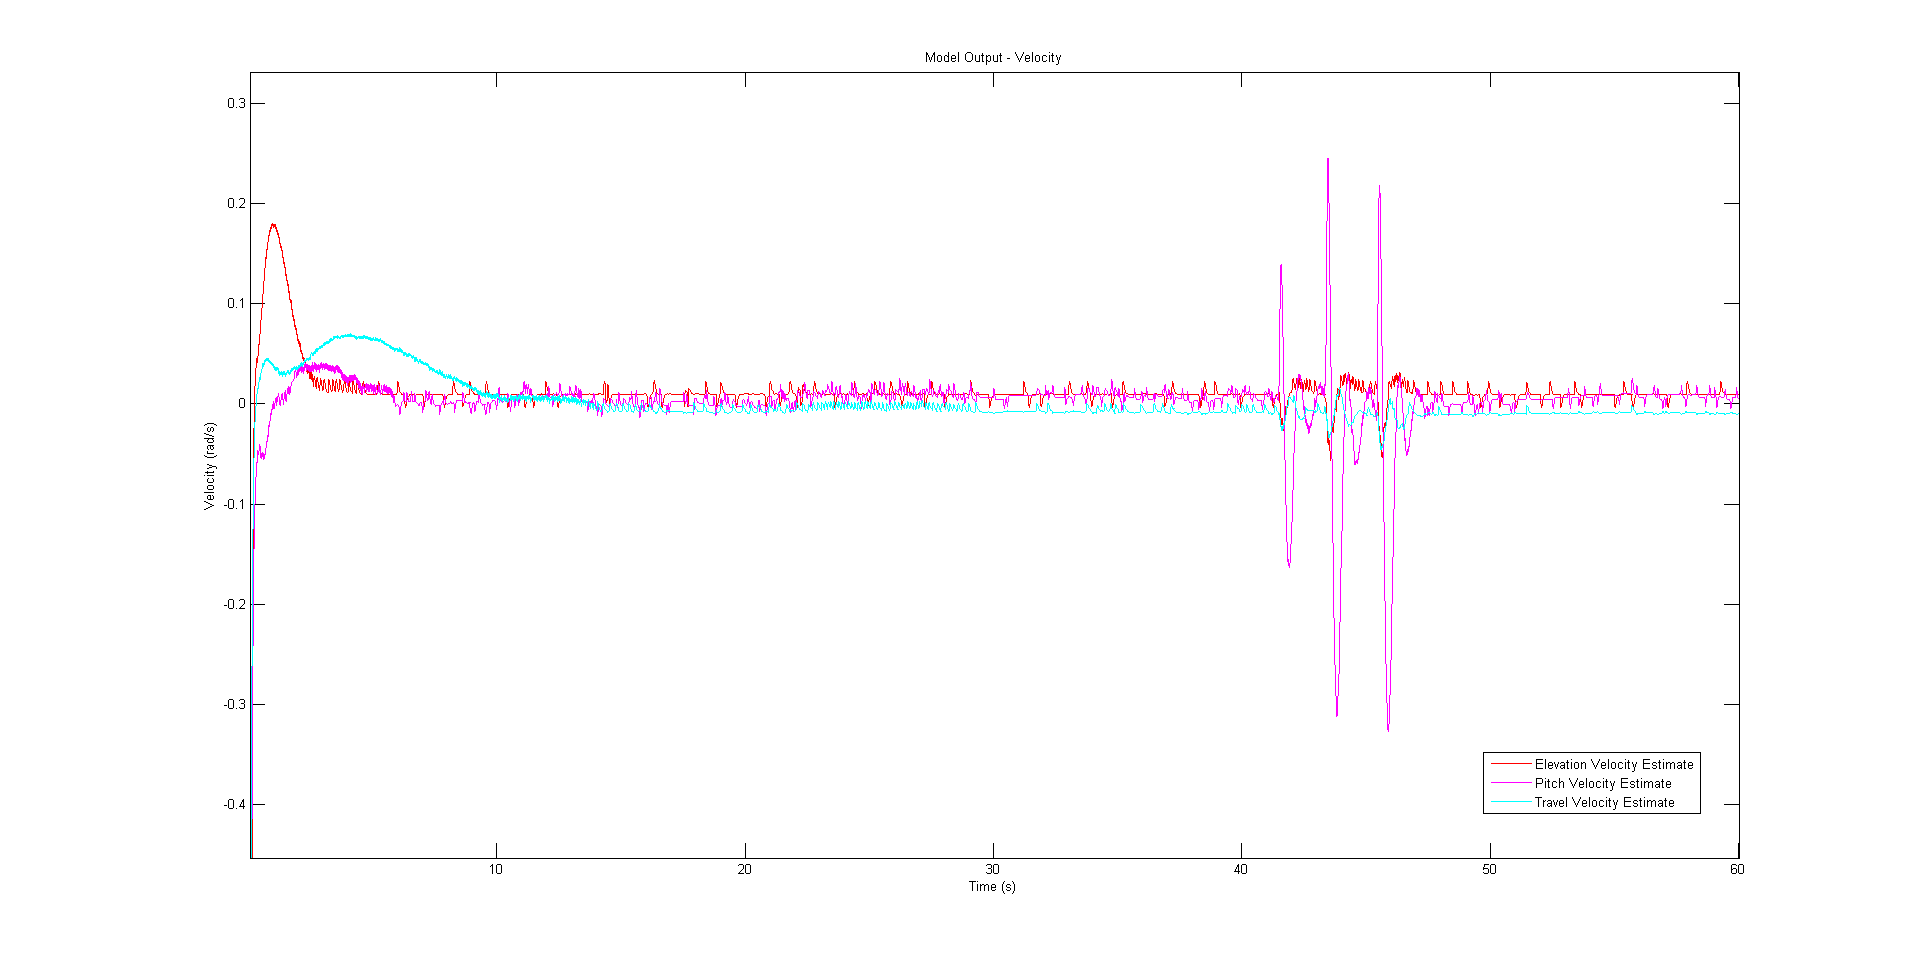 Model Output - Velocity
0.3
0.2
0.1
0
-0.1
-0.2
-0.3
-0.4
Velocity (rad/s)
10
20
30
40
50
60
Time (s)
Elevation Velocity Estimate
Pitch Velocity Estimate
Travel Velocity Estimate